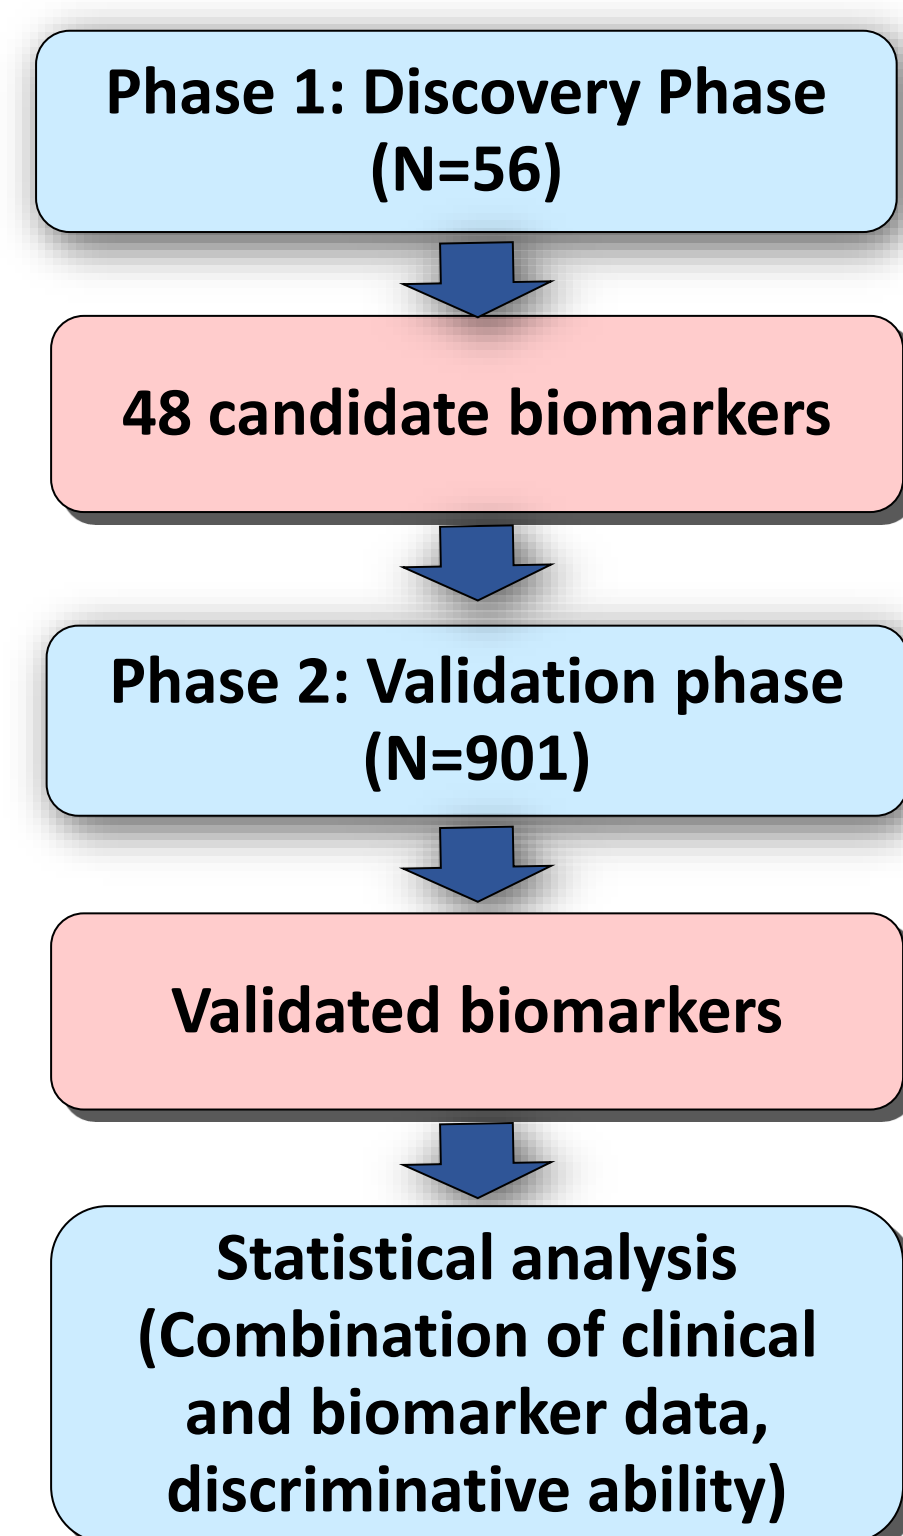 Phase 1: Discovery Phase
(N=56)
48 candidate biomarkers
Phase 2: Validation phase
(N=901)
Validated biomarkers
Statistical analysis
(Combination of clinical
and biomarker data,
discriminative ability)